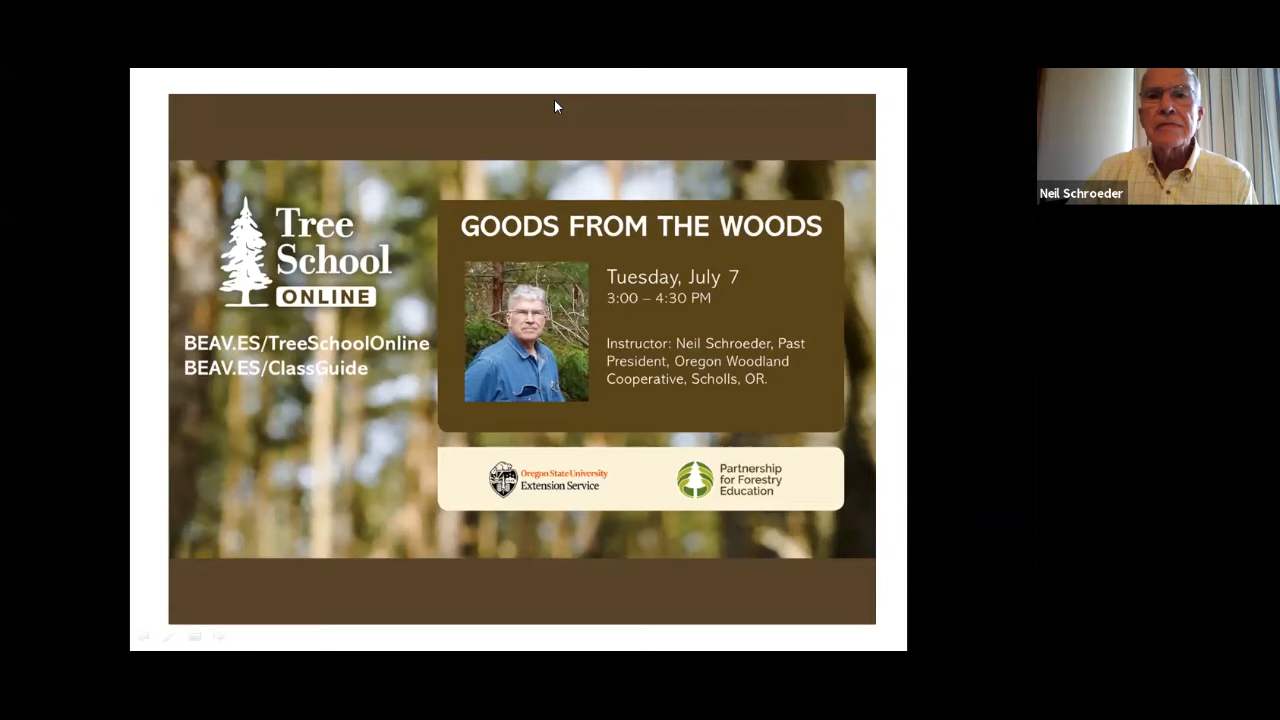 Tree
School
ONLINE
BEAV.ES/TreeSchoolOnline
BEAV.ES/ClassGuide
GOODS FROM THE WOODS
Tuesday, July 7
3:00 – 4:30 PM
Instructor: Neil Schroeder, Past
President, Oregon Woodland
Cooperative, Scholls, OR.
Oregon State University
Extension Service
Partnership
for Forestry
Education
Neil Schroeder